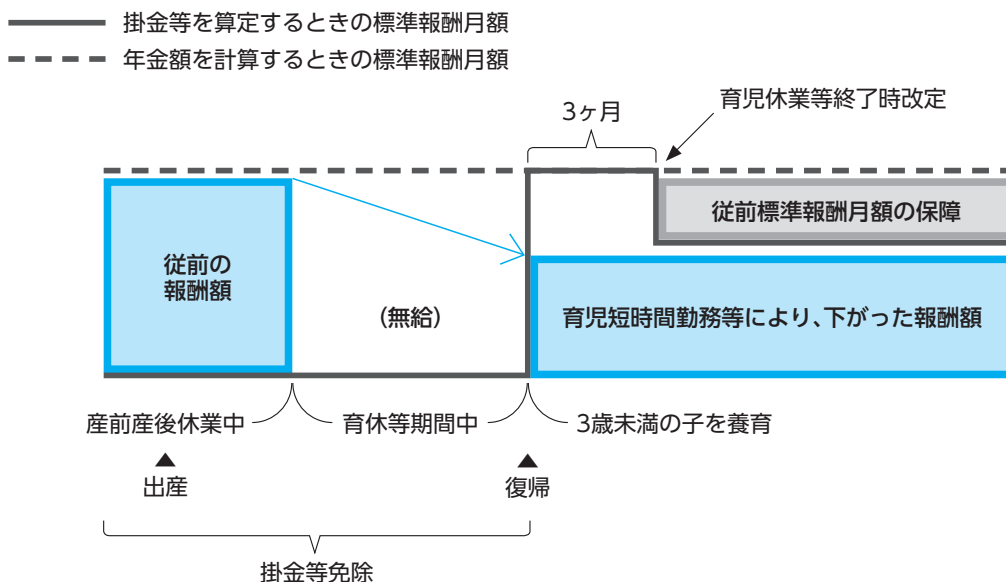 掛金等を算定するときの標準報酬月額
年金額を計算するときの標準報酬月額
3ヶ月
育児休業等終了時改定
従前標準報酬月額の保障
従前の
報酬額
(無給)
育児短時間勤務等により、下がった報酬額
産前産後休業中
育休等期間中
3歳未満の子を養育
▲
出産
▲
復帰
掛金等免除